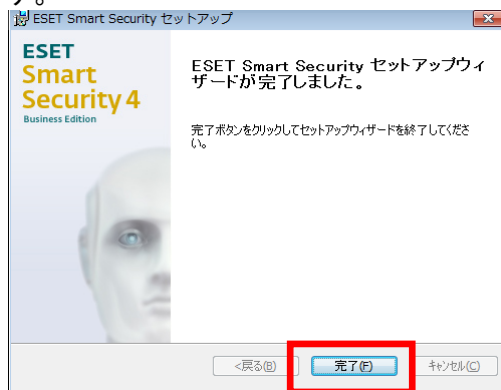 す。
ESET Smart Security セットアップ
ESET
Smart
Security 4
Business Edition
ESET Smart Security セットアップウィ
ザードが完了しました。
完了ボタンをクリックしてセットアップウィザードを終了してくださ
い。
<戻る(B)
完了(F)
キャンセル(C)